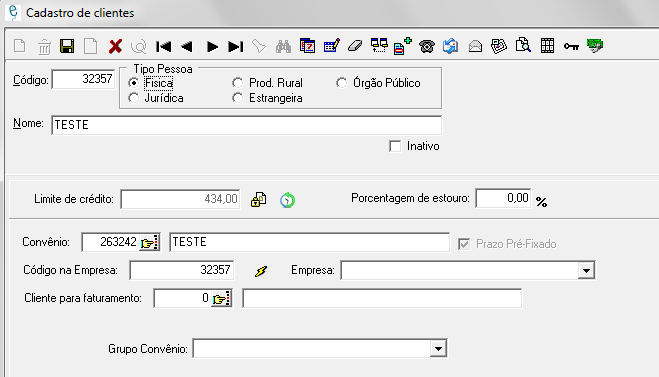 Cadastro de clientes
Código: 32357
Tipo Pessoa
Física Prod. Rural Órgão Público
Jurídica Estrangeira
Nome: TESTE
Inativo
Limite de crédito: 434,00 Porcentagem de estouro: 0,00 %
Convênio: 263242 TESTE Prazo Pré-Fixado
Código na Empresa: 32357 Empresa:
Cliente para faturamento: 0
Grupo Convênio: